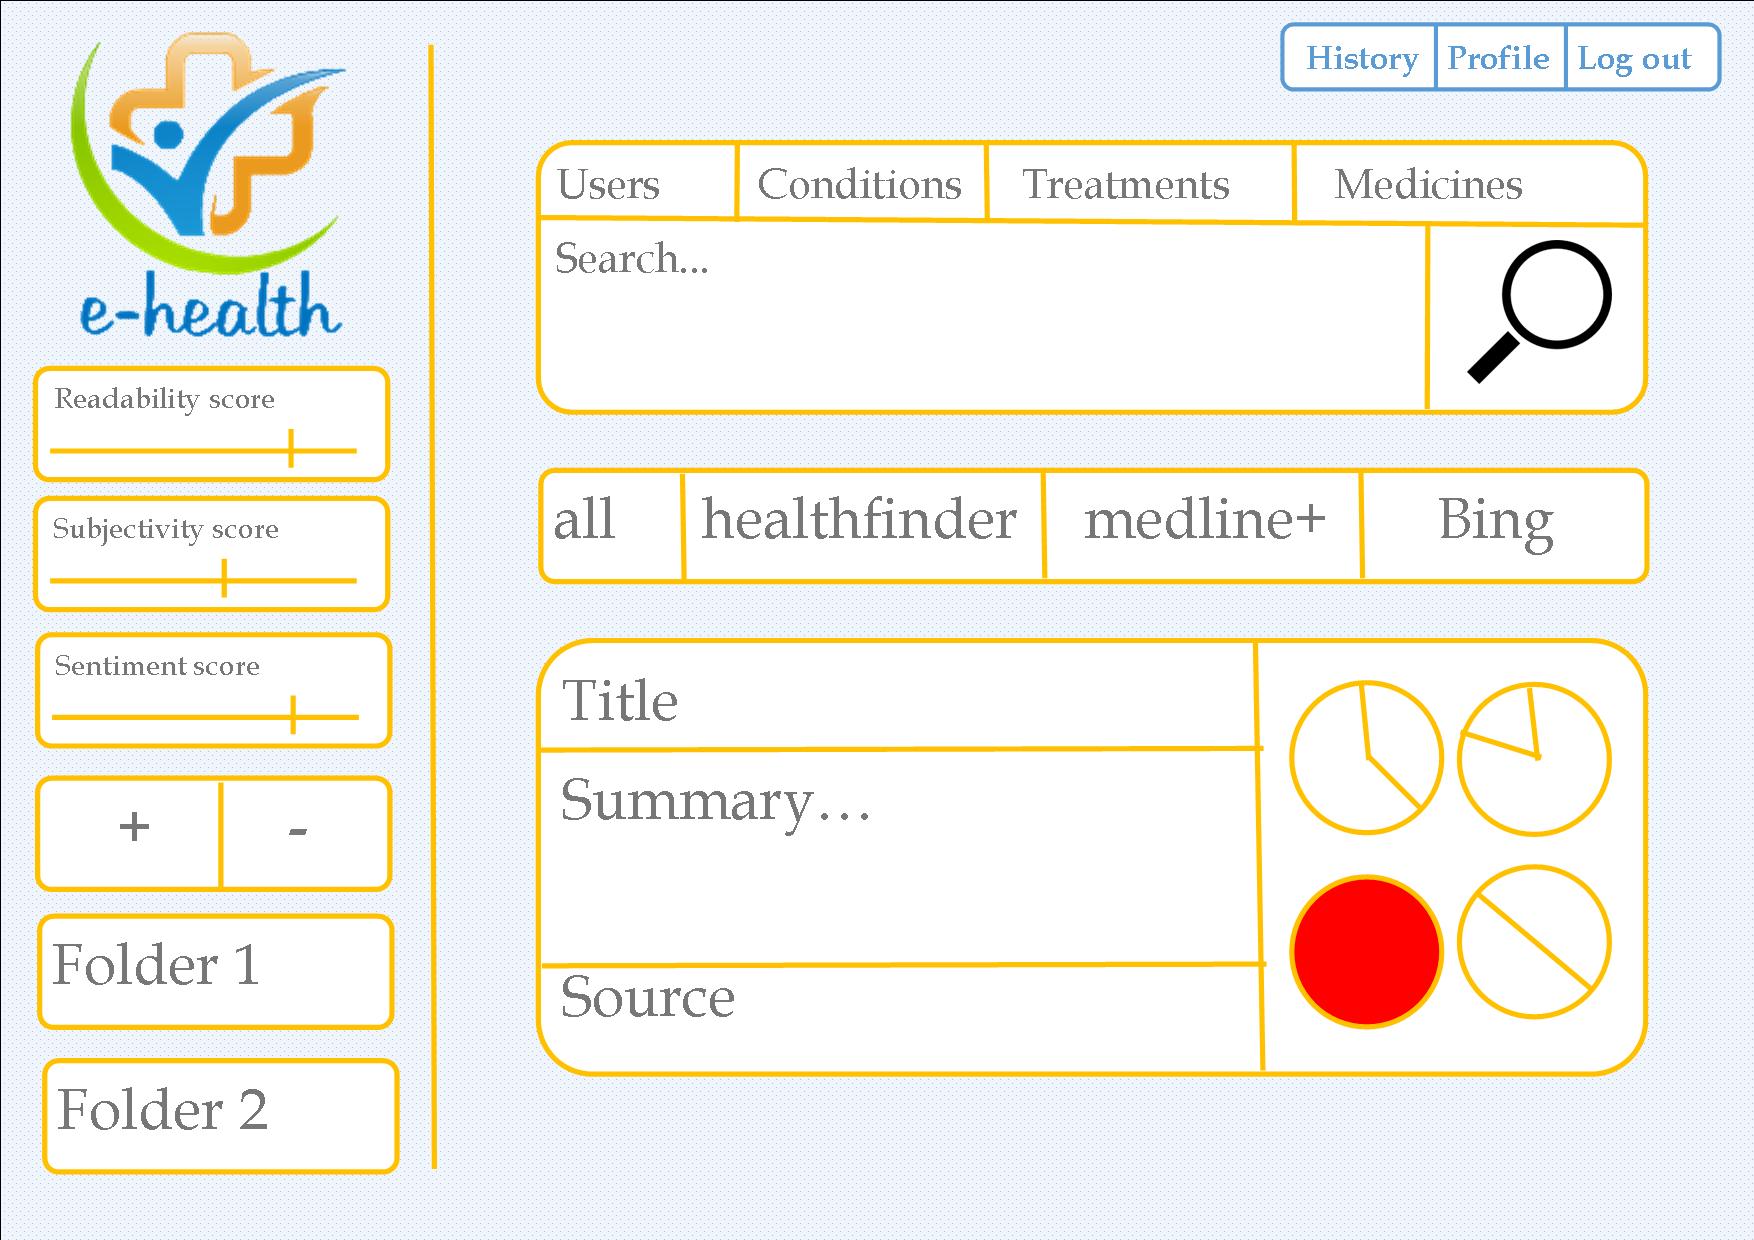 History Profile Log out
e-health
Readability score
Subjectivity score
Sentiment score
+ -
Folder 1
Folder 2
Users Conditions Treatments Medicines
Search...
all healthfinder medline+ Bing
Title
Summary…
Source